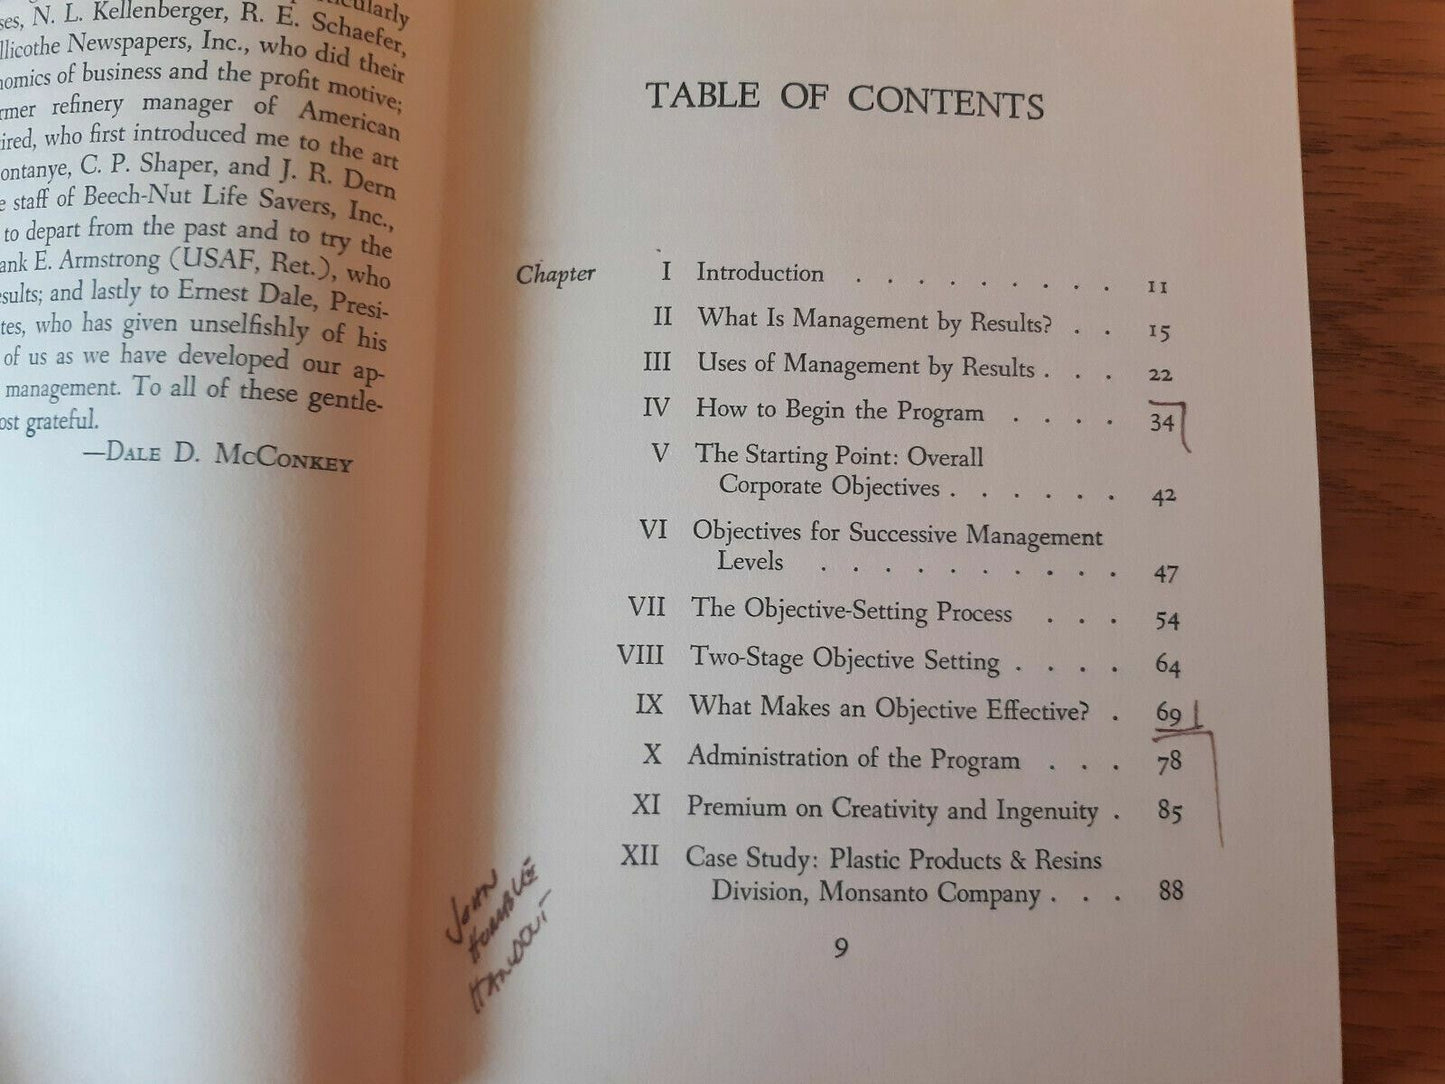 ses, N. L. Kellenberger, R. E. Schaefer,
llicothe Newspapers, Inc., who did their
nomics of business and the profit motive;
rmer refinery manager of American
ired, who first introduced me to the art
ontanye, C. P. Shaper, and J. R. Dern
e staff of Beech-Nut Life Savers, Inc.,
to depart from the past and to try the
ank E. Armstrong (USAF, Ret.), who
esults; and lastly to Ernest Dale, Presi-
tes, who has given unselfishly of his
of us as we have developed our ap-
management. To all of these gentle-
ost grateful.
—DALE D. MCCONKEY
TABLE OF CONTENTS
Chapter I Introduction . . . . . . . . . 11
II What Is Management by Results? . . 15
III Uses of Management by Results . . . 22
IV How to Begin the Program . . . . 34
V The Starting Point: Overall
Corporate Objectives . . . . . . 42
VI Objectives for Successive Management
Levels . . . . . . . . . . 47
VII The Objective-Setting Process . . . 54
VIII Two-Stage Objective Setting . . . . 64
IX What Makes an Objective Effective? . 69
X Administration of the Program . . . 78
XI Premium on Creativity and Ingenuity . 85
XII Case Study: Plastic Products & Resins
Division, Monsanto Company . . . 88
9
JOHN
HUMBLE
HANDOUT